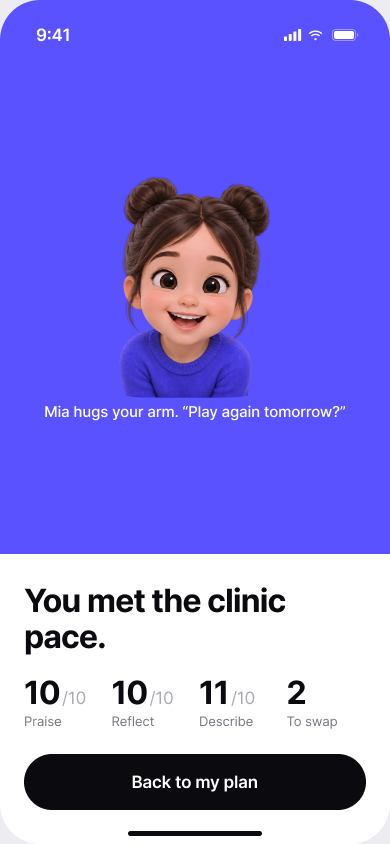 9:41
Mia hugs your arm. “Play again tomorrow?”
You met the clinic
pace.
10/10 10/10 11/10 2
Praise Reflect Describe To swap
Back to my plan